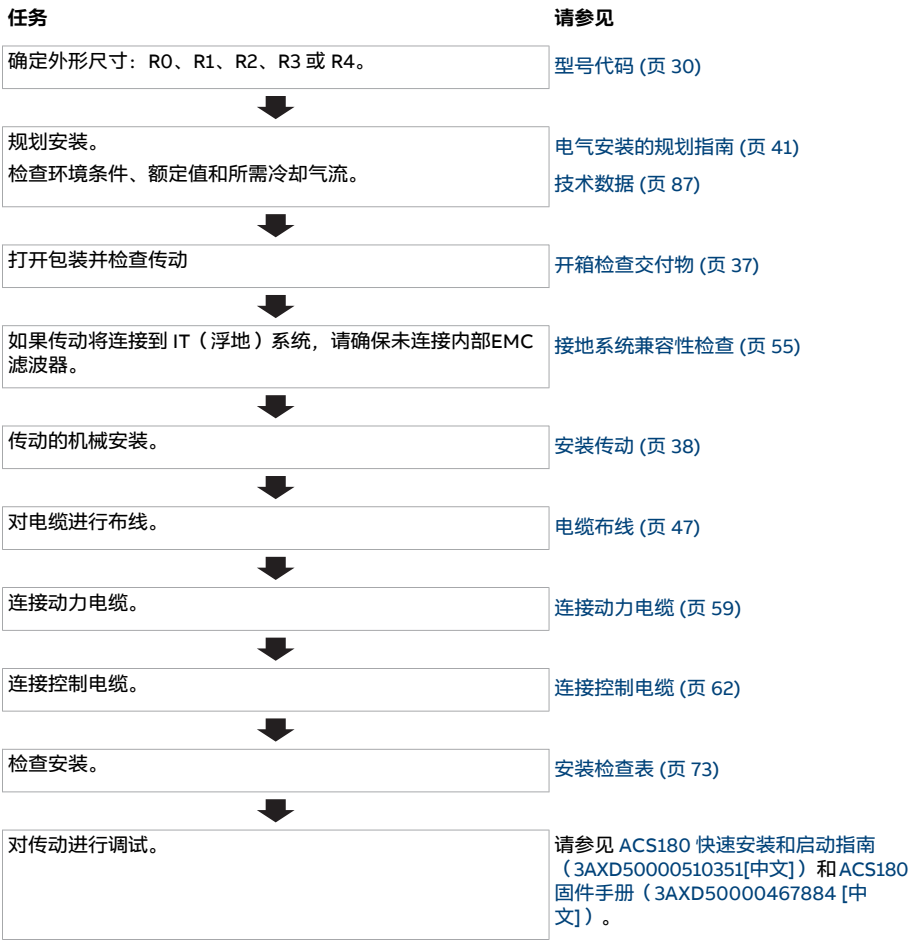 任务
请参见
确定外形尺寸：R0、R1、R2、R3 或 R4。
型号代码 (页 30)
规划安装。
检查环境条件、额定值和所需冷却气流。
电气安装的规划指南 (页 41)
技术数据 (页 87)
打开包装并检查传动
开箱检查交付物 (页 37)
如果传动将连接到 IT（浮地）系统，请确保未连接内部EMC
滤波器。
接地系统兼容性检查 (页 55)
传动的机械安装。
安装传动 (页 38)
对电缆进行布线。
电缆布线 (页 47)
连接动力电缆。
连接动力电缆 (页 59)
连接控制电缆。
连接控制电缆 (页 62)
检查安装。
安装检查表 (页 73)
对传动进行调试。
请参见 ACS180 快速安装和启动指南
（3AXD50000510351[中文]）和ACS180
固件手册（3AXD50000467884 [中
文]）。